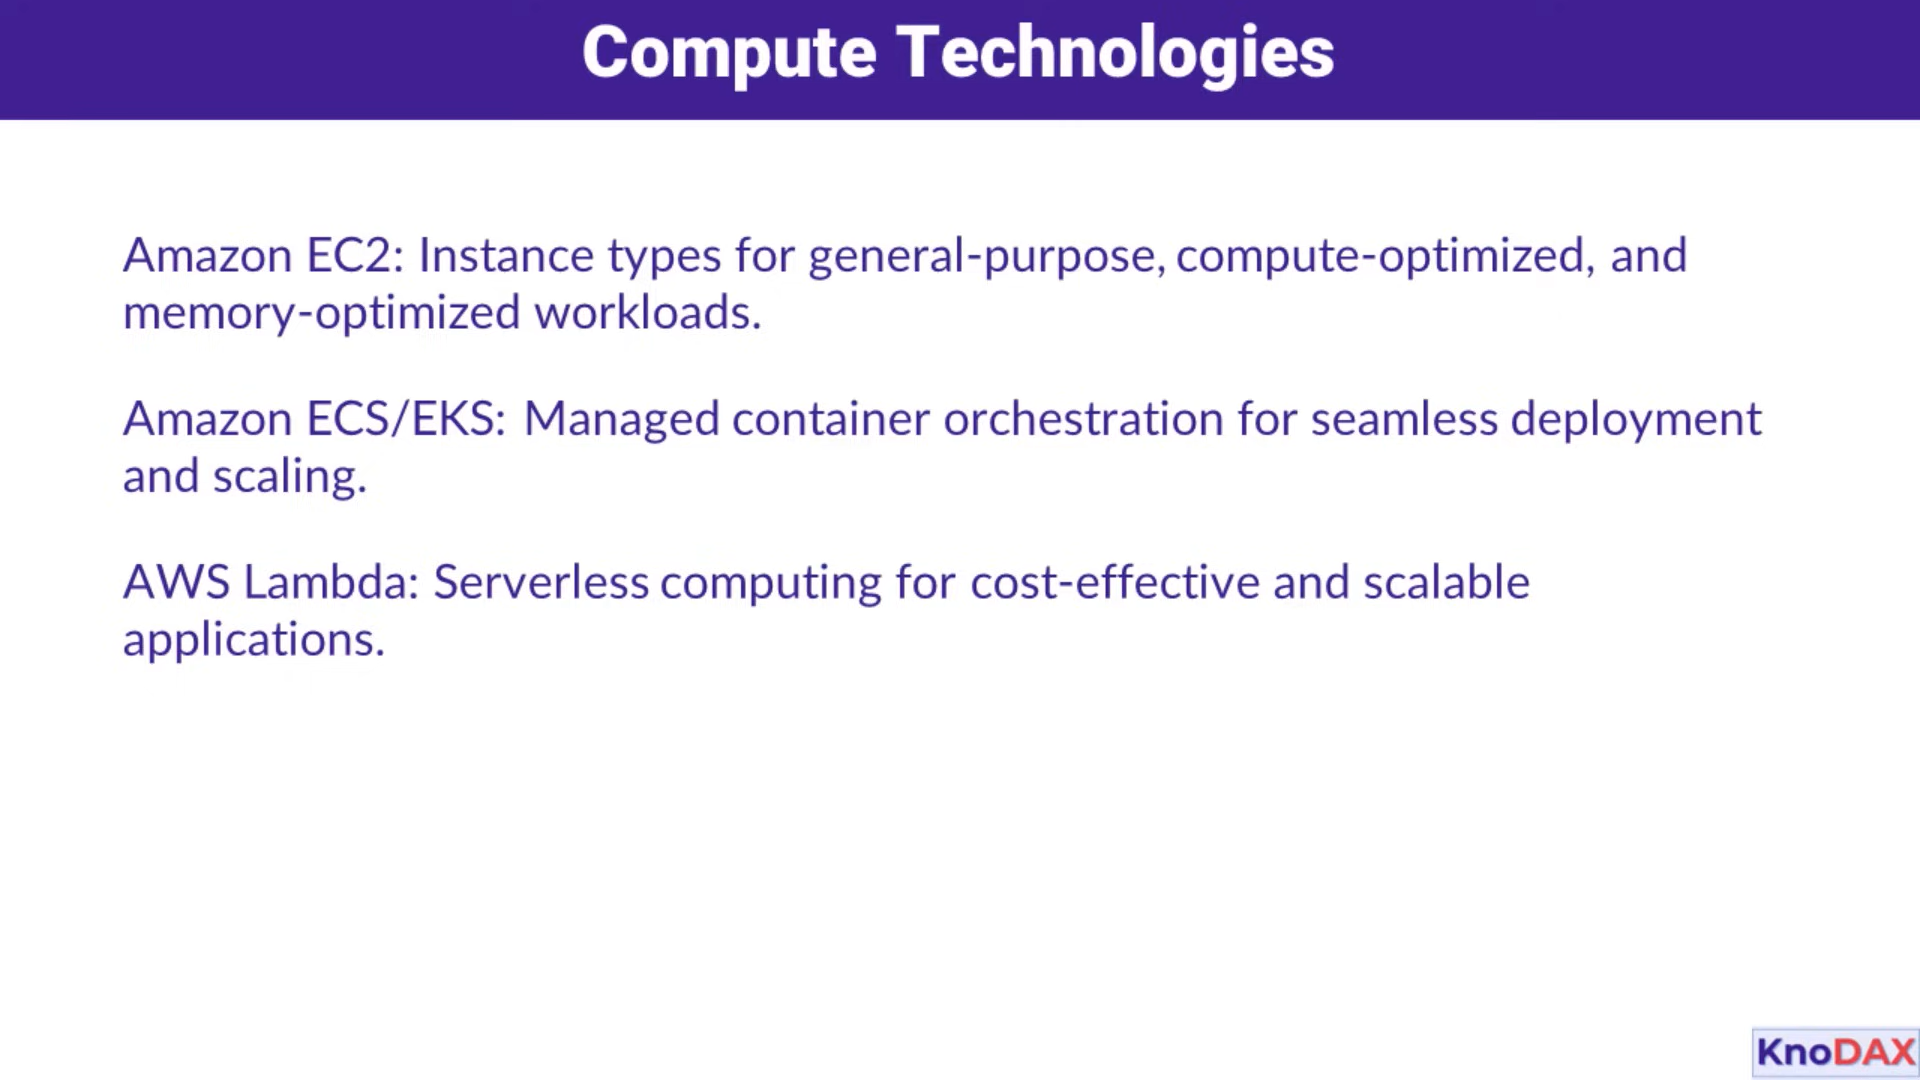 Compute Technologies
Amazon EC2: Instance types for general-purpose, compute-optimized, and
memory-optimized workloads.
Amazon ECS/EKS: Managed container orchestration for seamless deployment
and scaling.
AWS Lambda: Serverless computing for cost-effective and scalable
applications.
KnoDAX